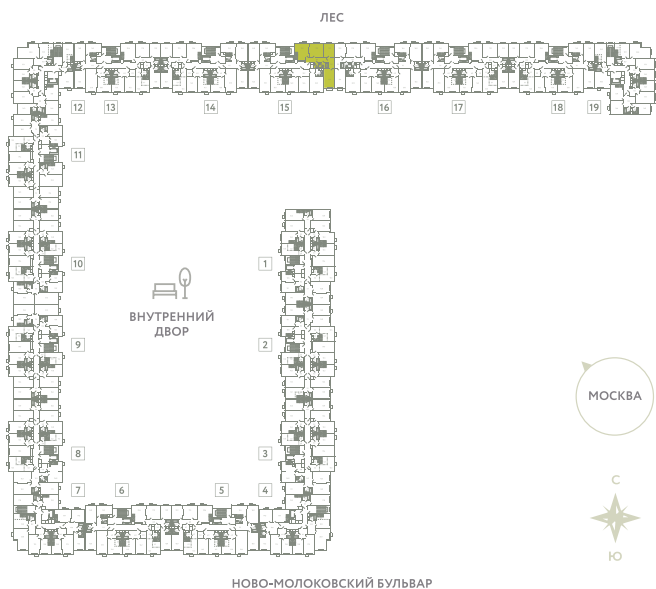 ЛЕС
12 13 14 15 16 17 18 19
11
10 1
ВНУТРЕННИЙ
ДВОР
9 2
МОСКВА
8 3
7 6 5 4
С
Ю
НОВО-МОЛОКОВСКИЙ БУЛЬВАР